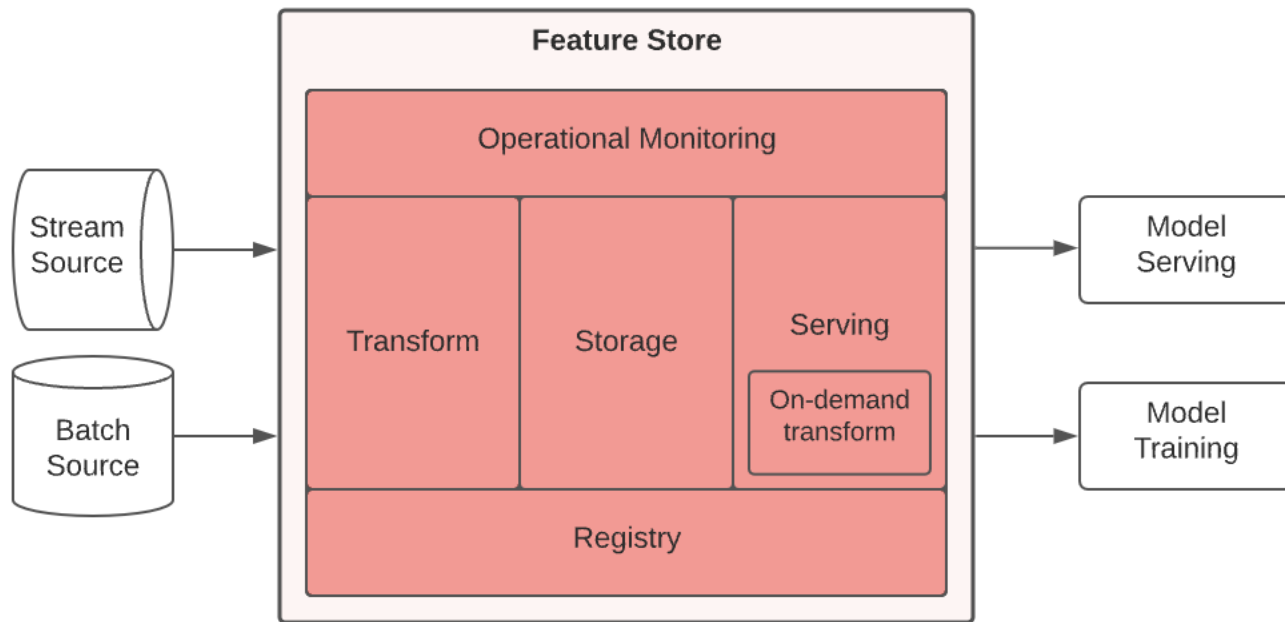 Feature Store
Operational Monitoring
Stream
Source
Batch
Source
Transform
Storage
Serving
On-demand
transform
Registry
Model
Serving
Model
Training